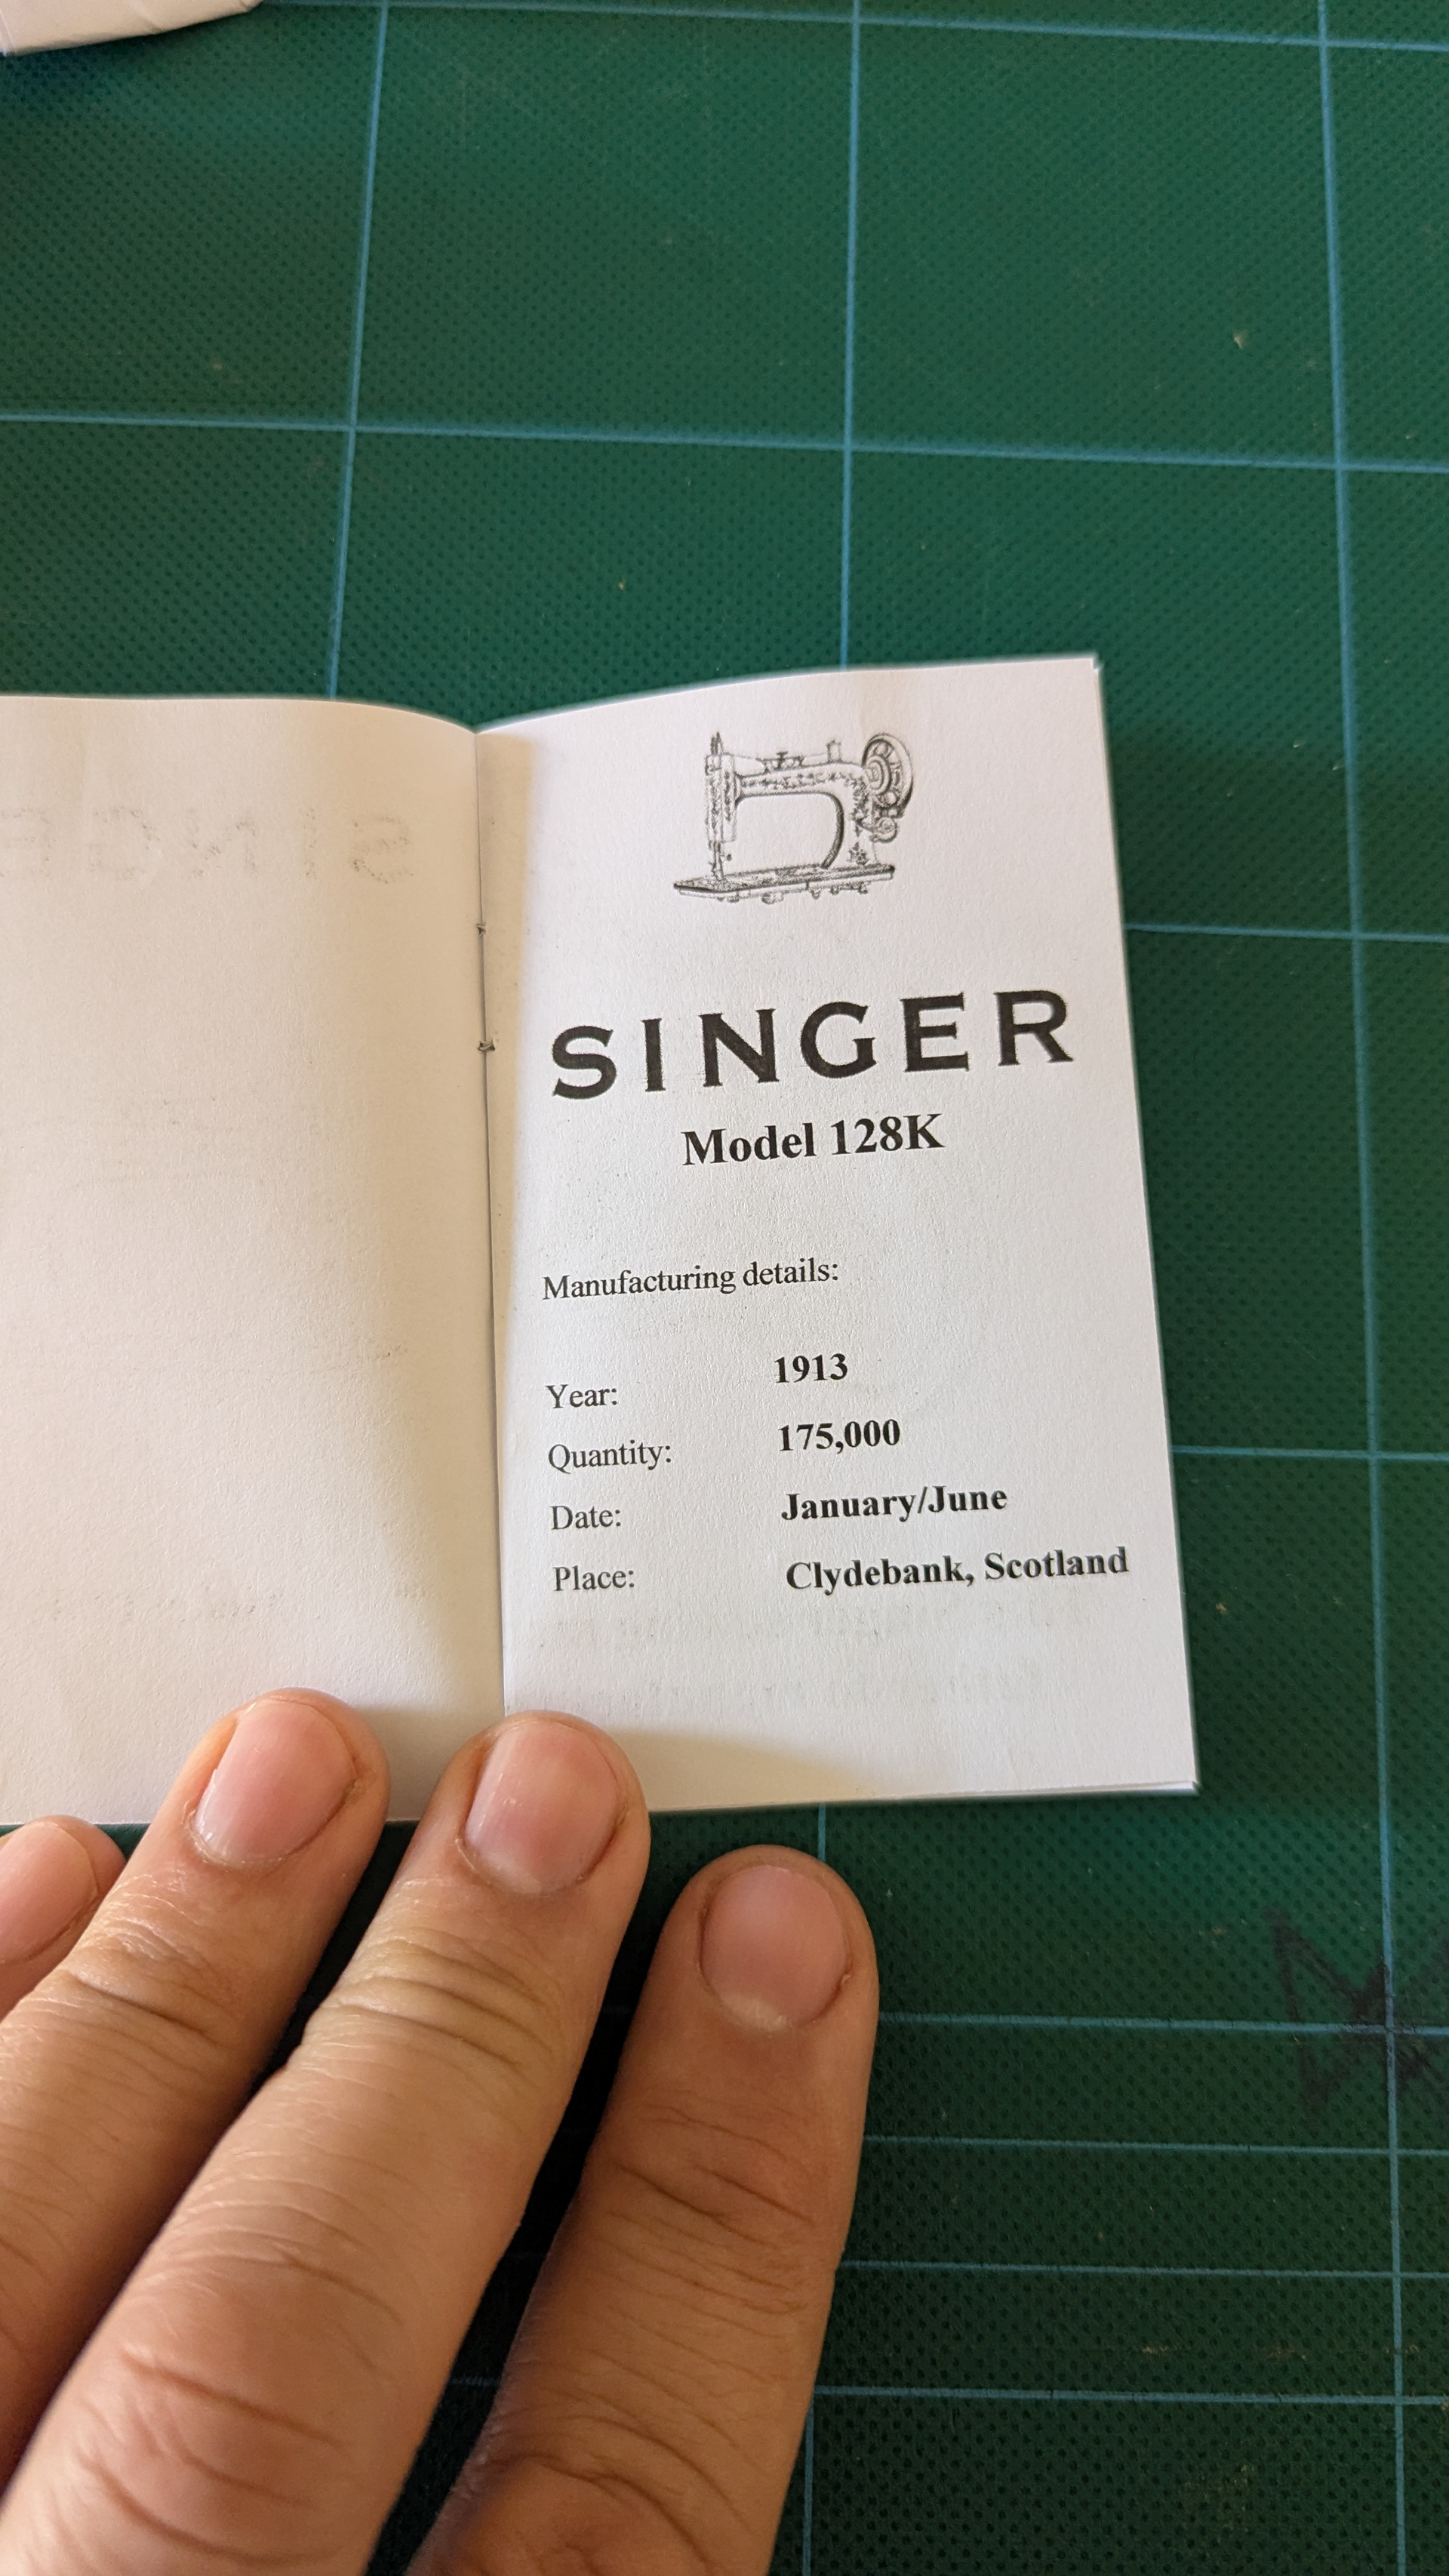 SINGER
Model 128K
Manufacturing details:
Year: 1913
Quantity: 175,000
Date: January/June
Place: Clydebank, Scotland